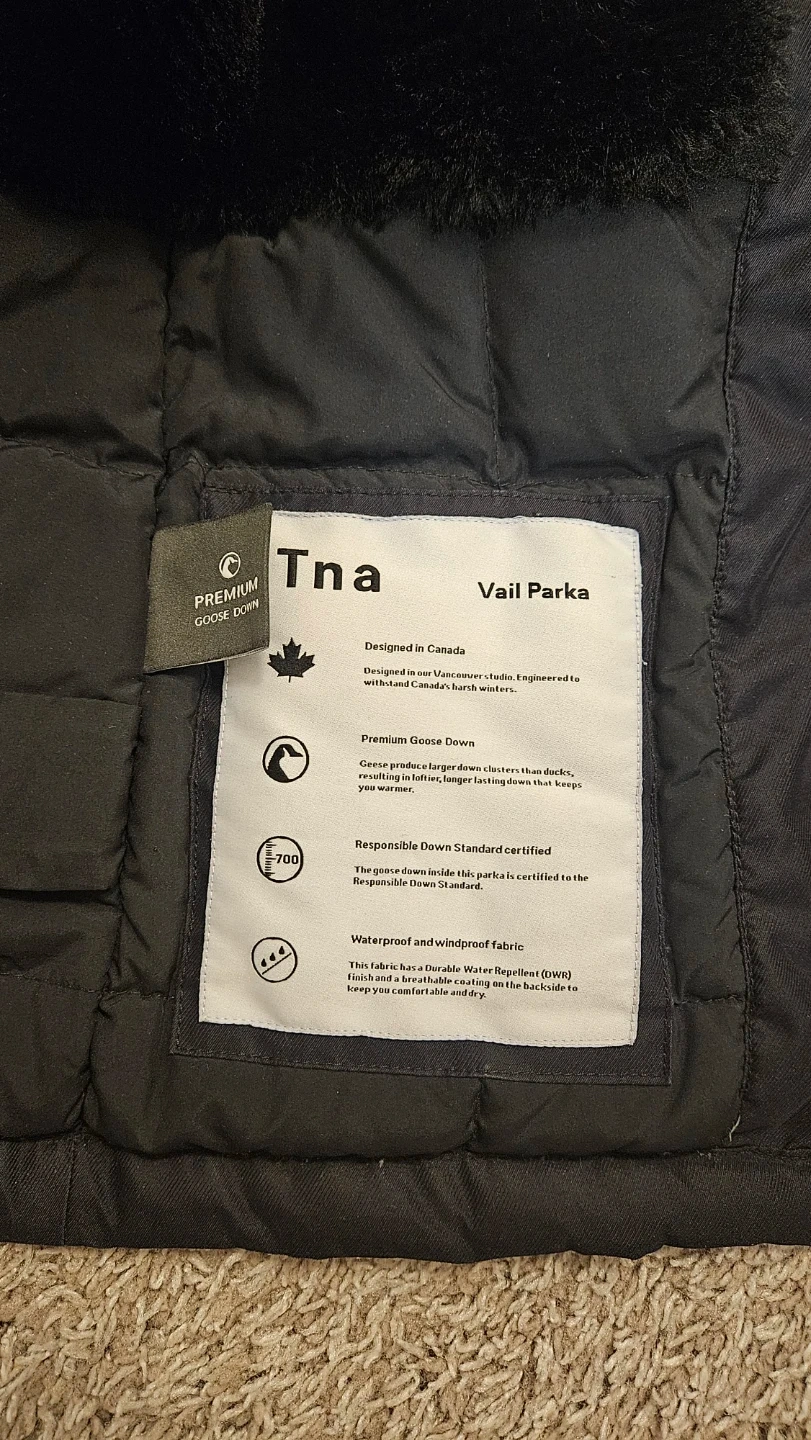 PREMIUM
GOOSE DOWN
Tna
Vail Parka
Designed in Canada
Designed in our Vancouver studio. Engineered to
withstand Canada's harsh winters.
Premium Goose Down
Geese produce larger down clusters than ducks,
resulting in loftier, longer lasting down that keeps
you warmer.
700
Responsible Down Standard certified
The goose down inside this parka is certified to the
Responsible Down Standard.
Waterproof and windproof fabric
This fabric has a Durable Water Repellent (DWR)
finish and a breathable coating on the backside to
keep you comfortable and dry.